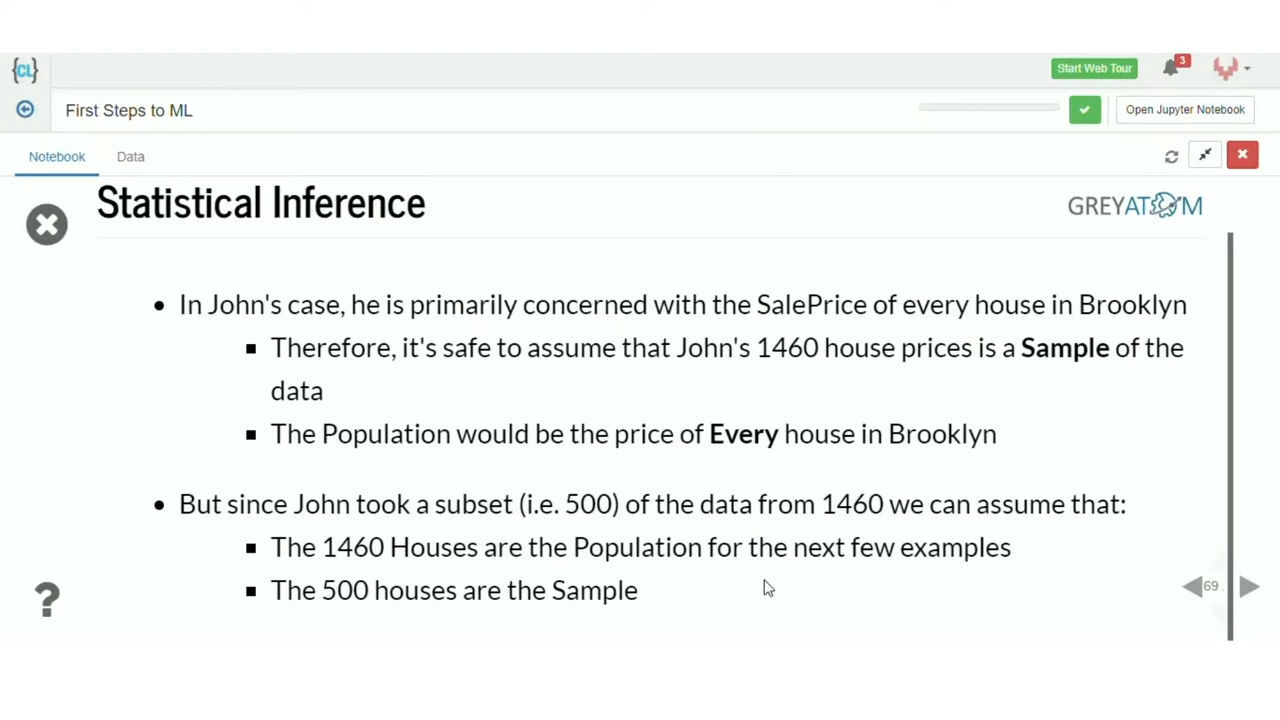 {CL}
Start Web Tour
3
First Steps to ML
Open Jupyter Notebook
Notebook
Data
Statistical Inference
GREYATOM
• In John's case, he is primarily concerned with the SalePrice of every house in Brooklyn
▪ Therefore, it's safe to assume that John's 1460 house prices is a Sample of the
data
▪ The Population would be the price of Every house in Brooklyn
• But since John took a subset (i.e. 500) of the data from 1460 we can assume that:
▪ The 1460 Houses are the Population for the next few examples
▪ The 500 houses are the Sample
?
69 .